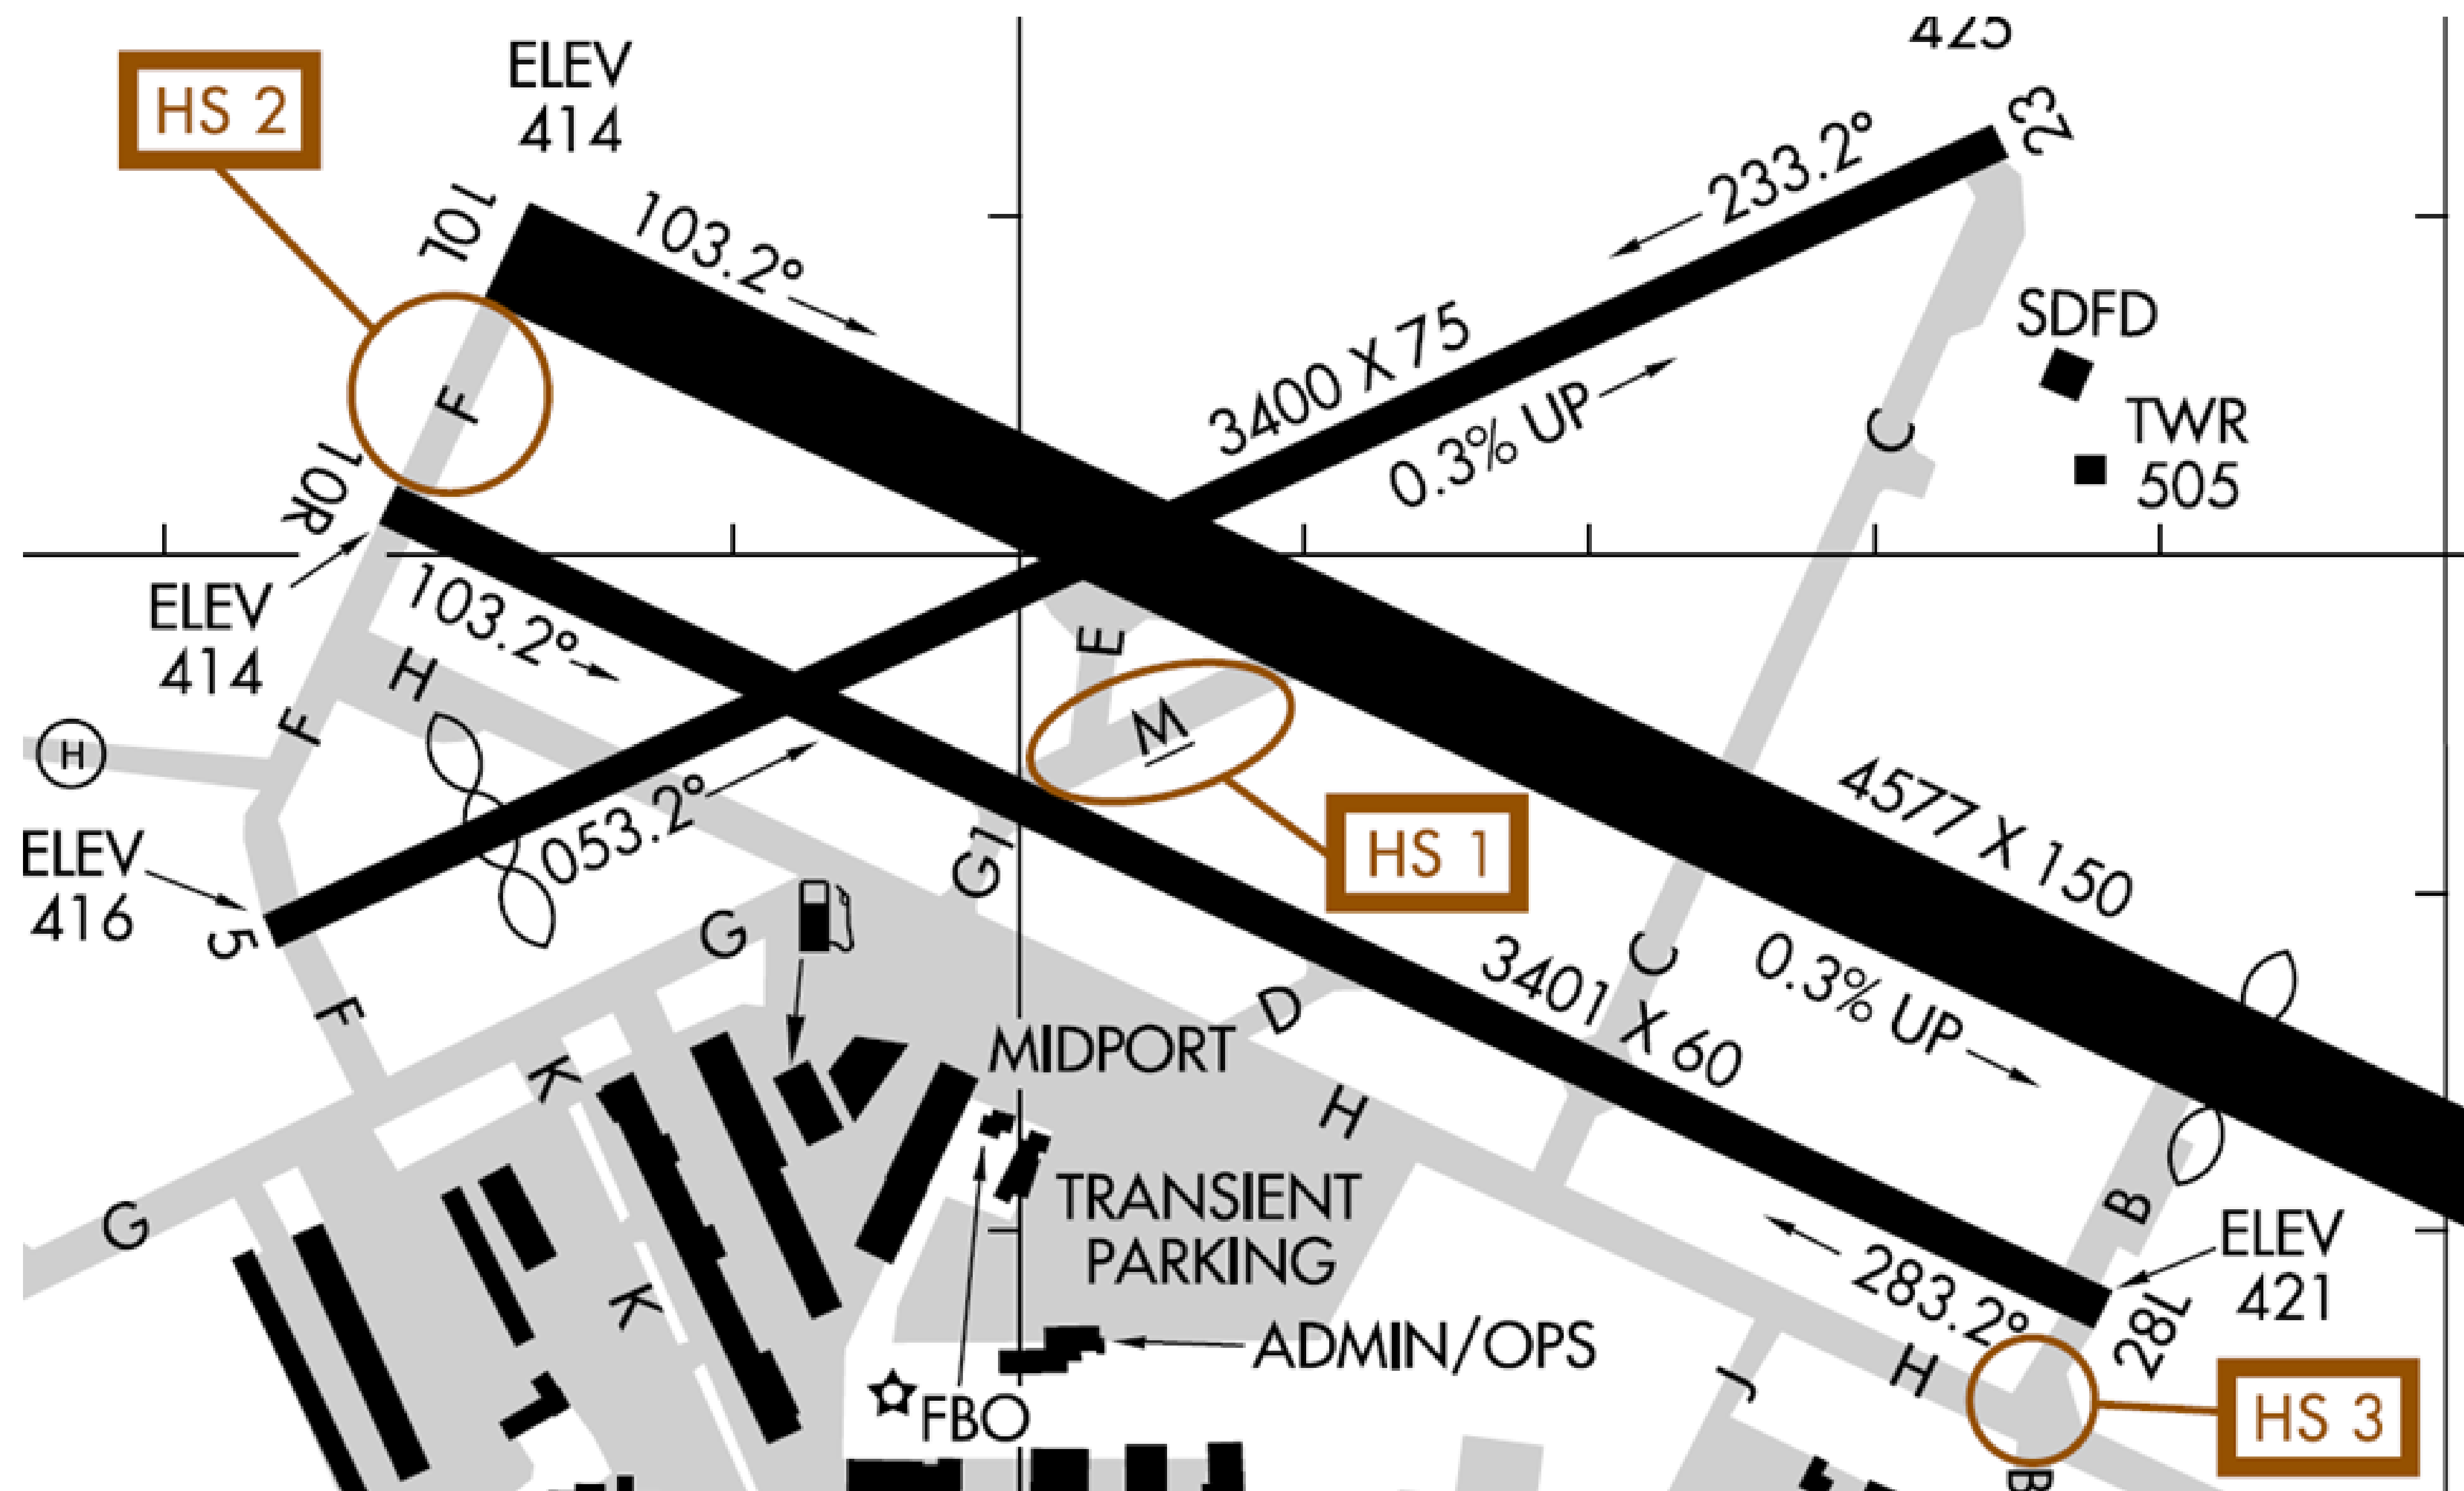 425
HS 2
ELEV
414
23
233.2°
10L
103.2°
3400 X 75
0.3% UP
SDFD
TWR
505
F
C
10R
ELEV
414
103.2°
H
E
M
F
H
HS 1
4577 X 150
053.2°
ELEV
416
5
G1
G
C
0.3% UP
3401 X 60
D
F
MIDPORT
K
H
TRANSIENT
PARKING
B
ELEV
421
G
283.2°
28L
K
ADMIN/OPS
FBO
J
H
HS 3
B